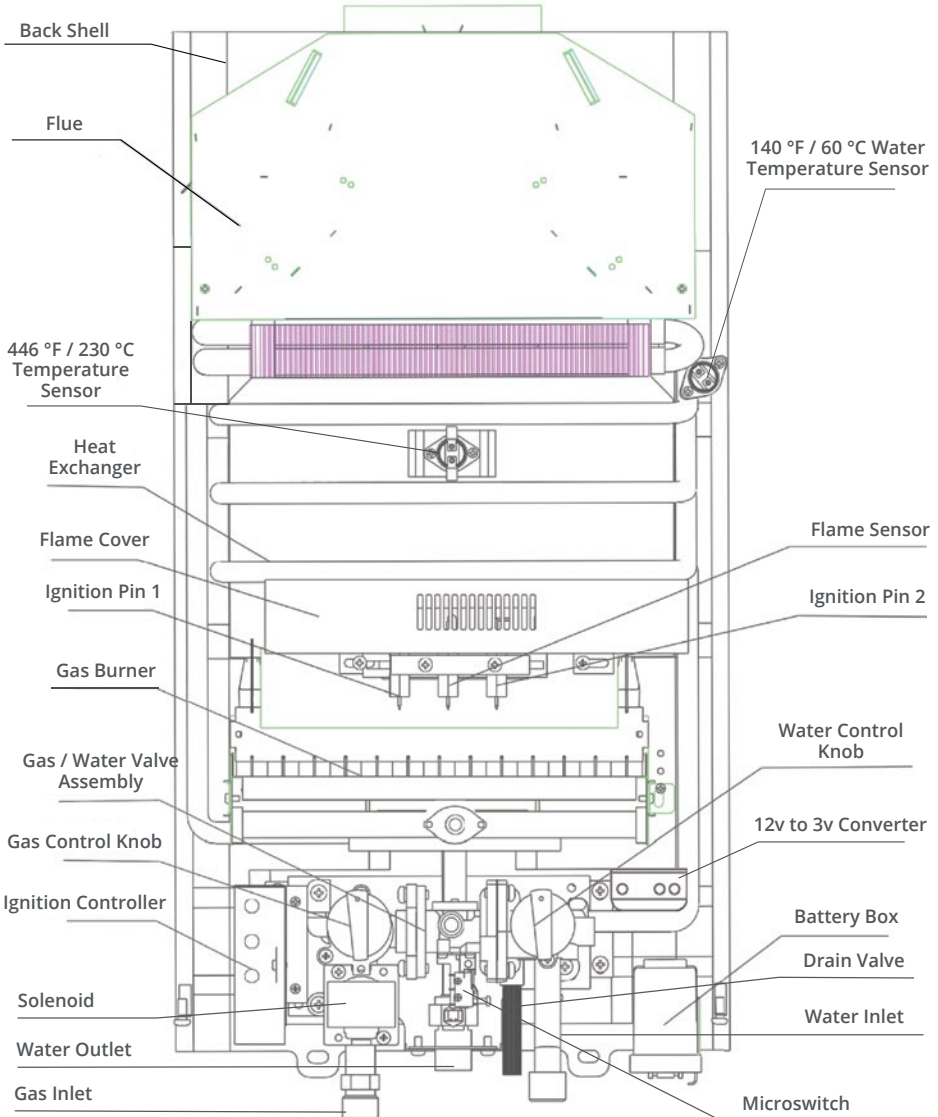 Back Shell
Flue
140 °F / 60 °C Water
Temperature Sensor
446 °F / 230 °C
Temperature
Sensor
Heat
Exchanger
Flame Cover
Flame Sensor
Ignition Pin 1
Ignition Pin 2
Gas Burner
Water Control
Knob
Gas / Water Valve
Assembly
12v to 3v Converter
Gas Control Knob
Ignition Controller
Battery Box
Drain Valve
Solenoid
Water Inlet
Water Outlet
Gas Inlet
Microswitch